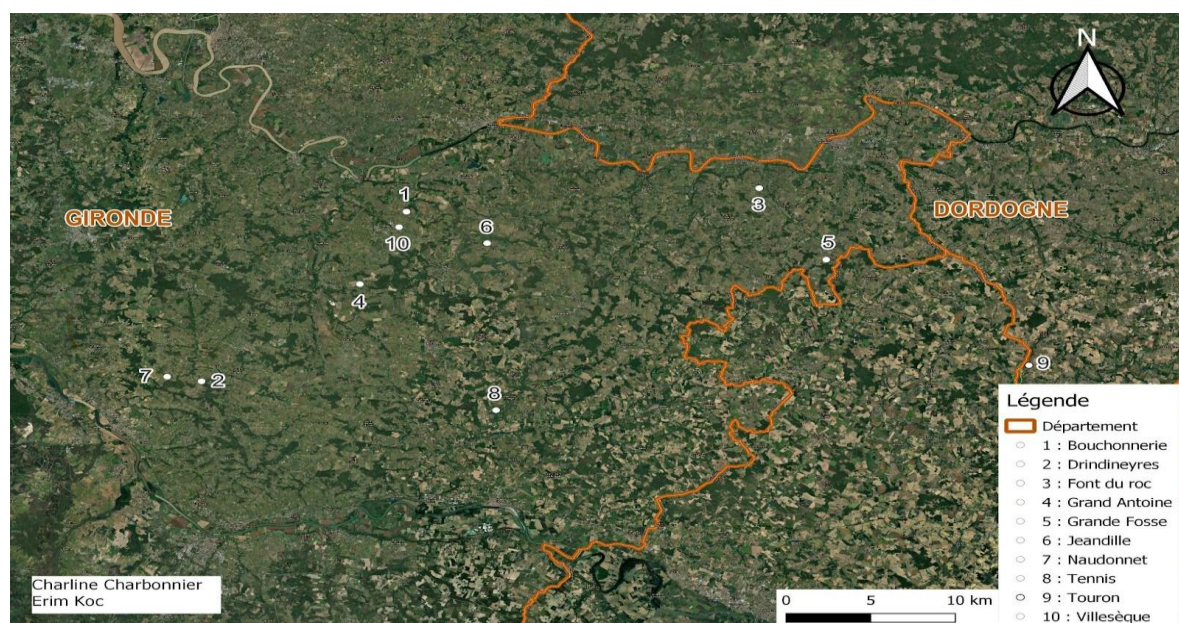 N
GIRONDE
DORDOGNE
1
10
6
3
5
4
7
2
8
9
Légende
Département
1 : Bouchonnerie
2 : Drindineyres
3 : Font du roc
4 : Grand Antoine
5 : Grande Fosse
6 : Jeandille
7 : Naudonnet
8 : Tennis
9 : Touron
10 : Villesèque
Charline Charbonnier
Erim Koc
0 5 10 km